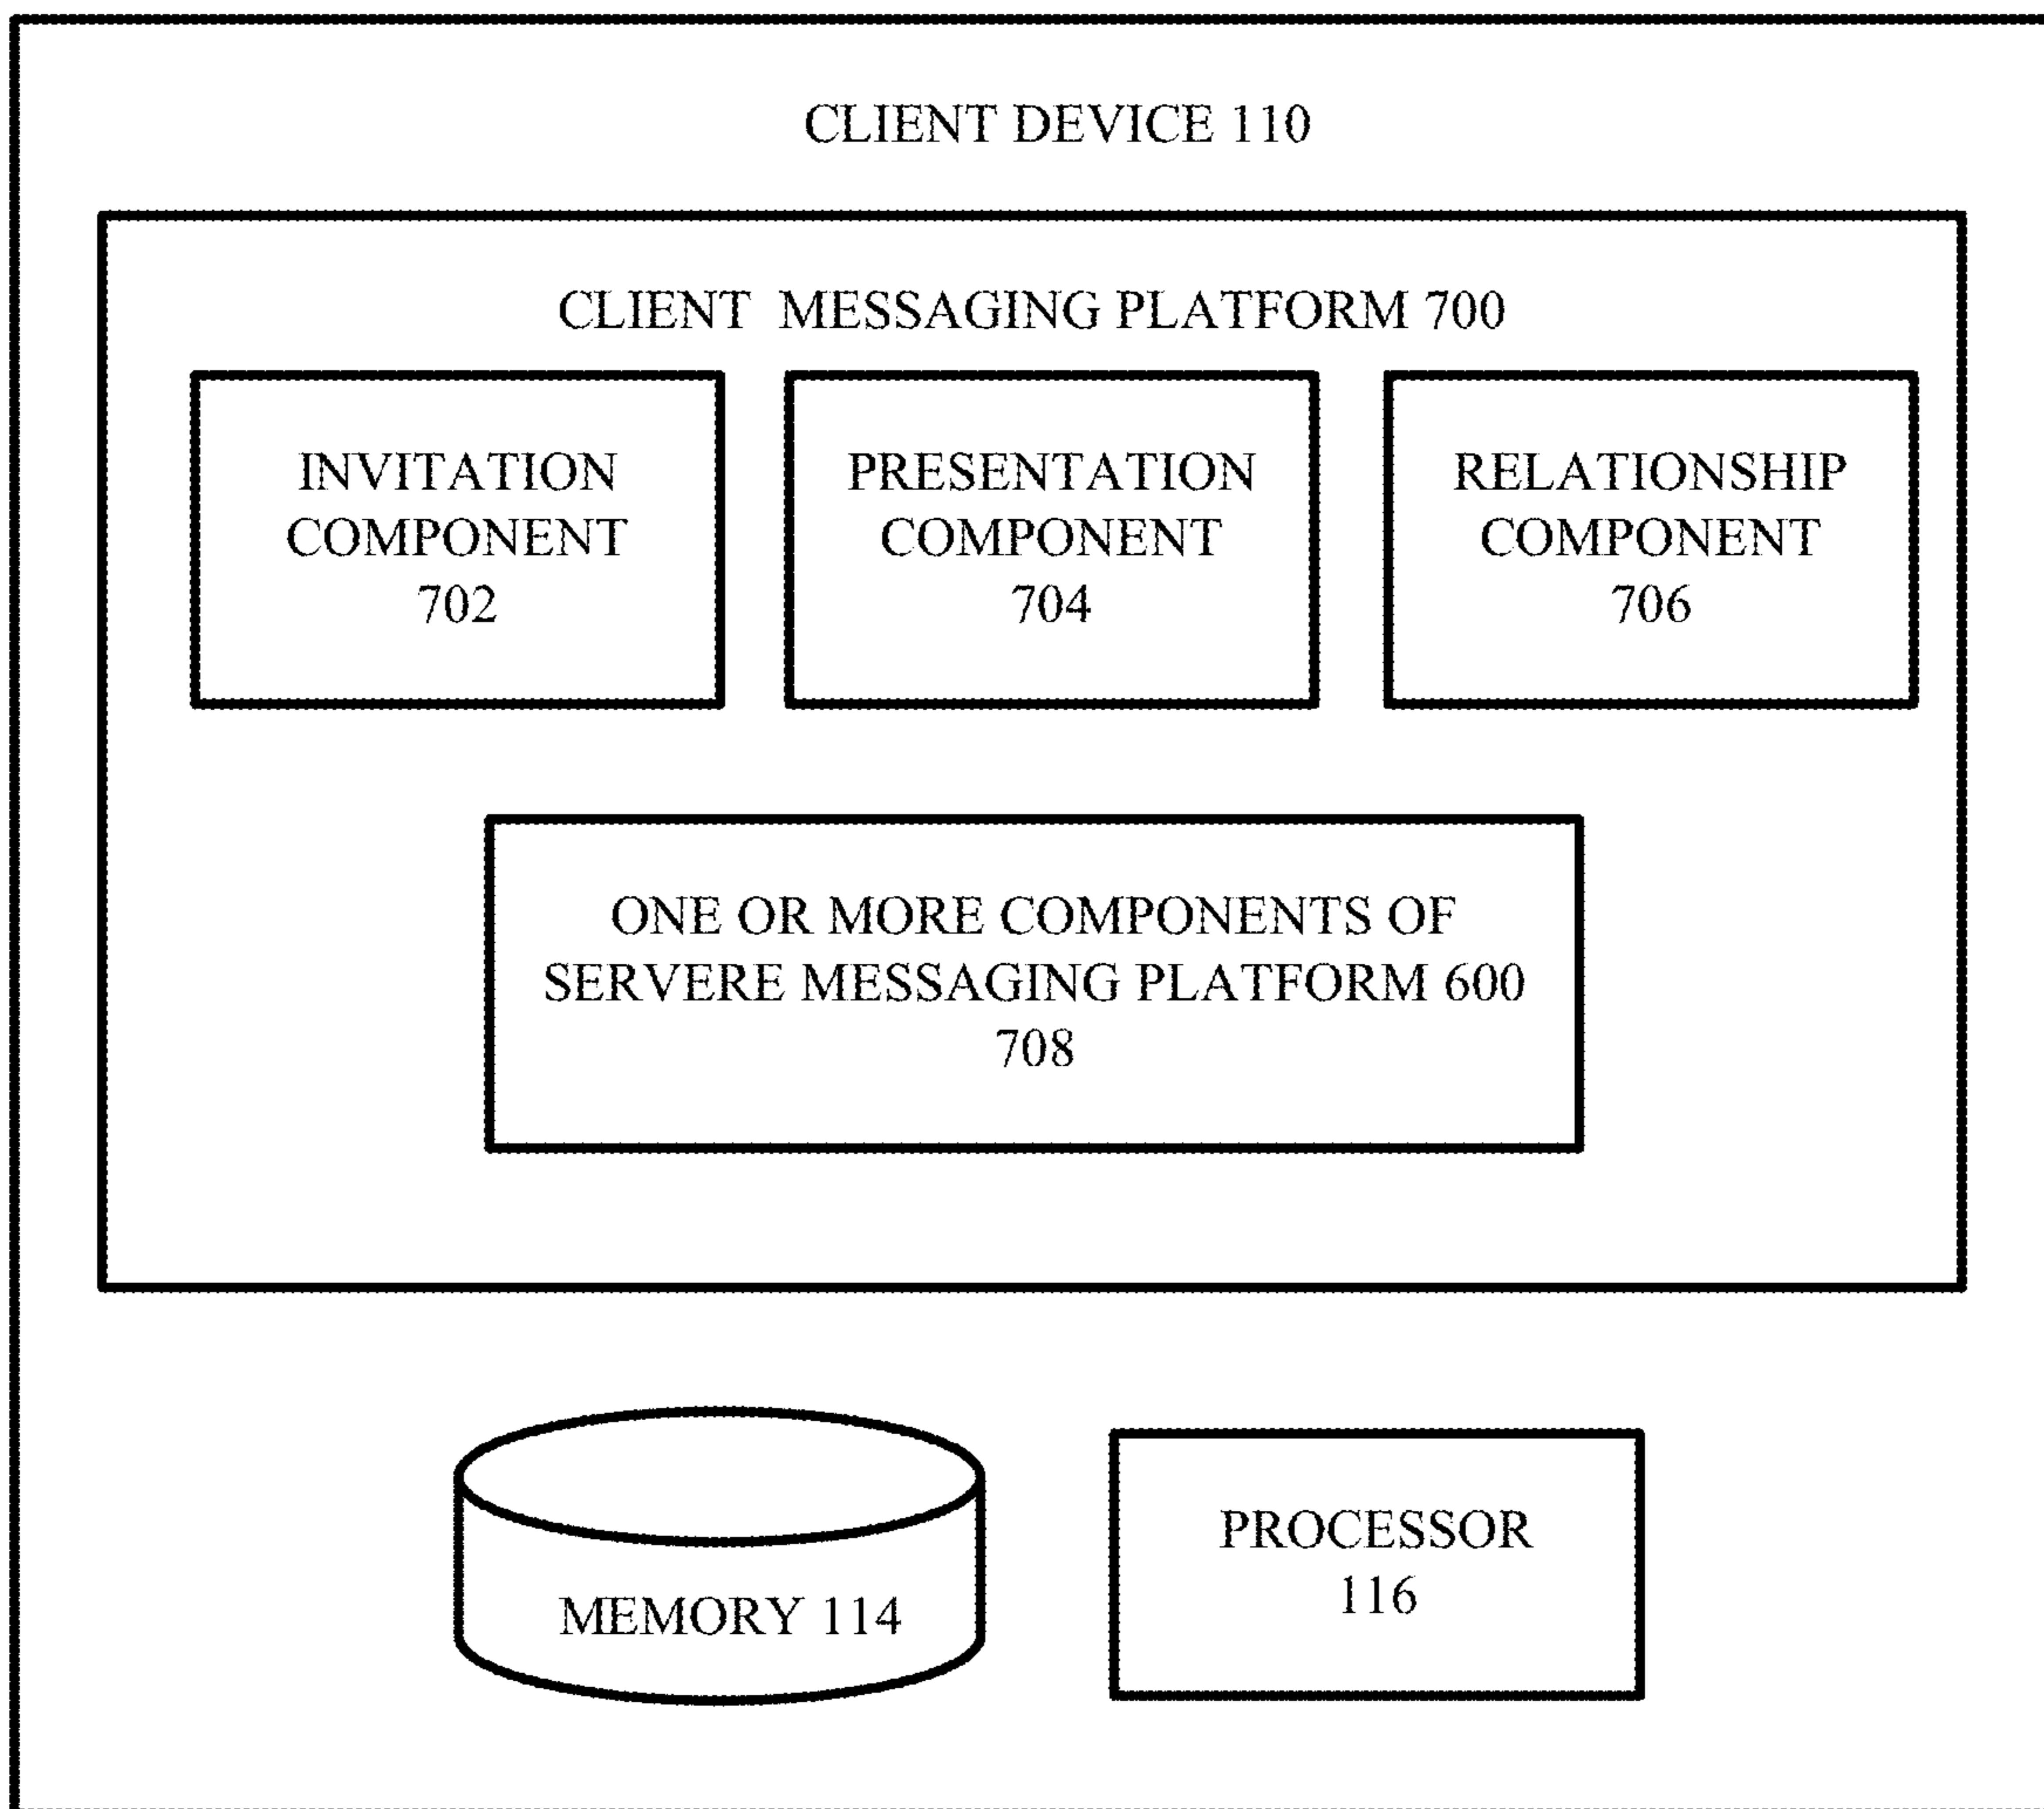 CLIENT DEVICE 110
CLIENT MESSAGING PLATFORM 700
INVITATION
COMPONENT
702
PRESENTATION
COMPONENT
704
RELATIONSHIP
COMPONENT
706
ONE OR MORE COMPONENTS OF
SERVERE MESSAGING PLATFORM 600
708
MEMORY 114
PROCESSOR
116